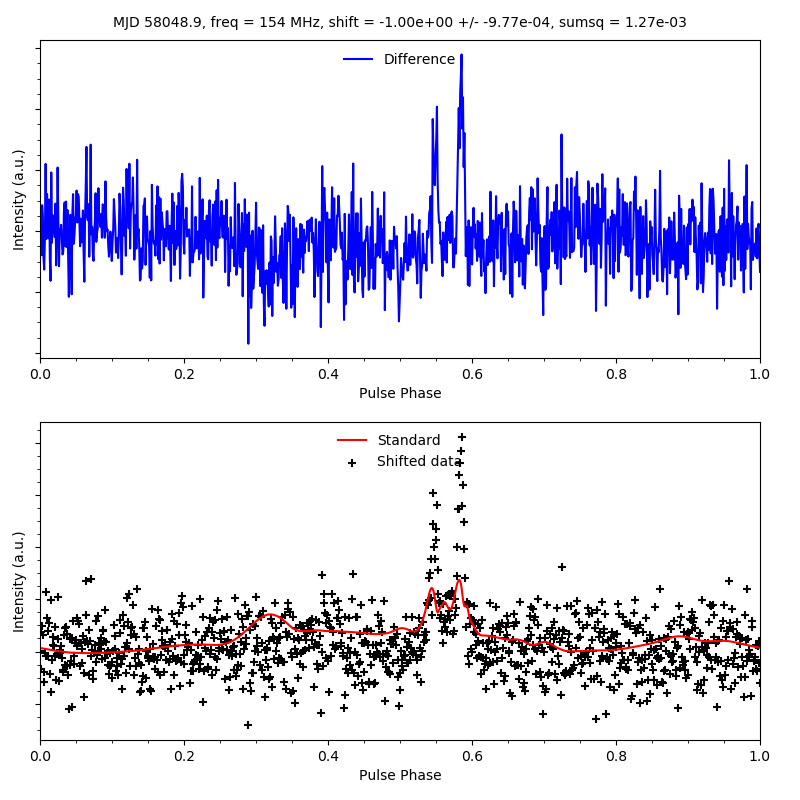 MJD 58048.9, freq = 154 MHz, shift = -1.00e+00 +/- -9.77e-04, sumsq = 1.27e-03
Difference
Intensity (a.u.)
0.0 0.2 0.4 0.6 0.8 1.0
Pulse Phase
Standard
Shifted data
Intensity (a.u.)
0.0 0.2 0.4 0.6 0.8 1.0
Pulse Phase